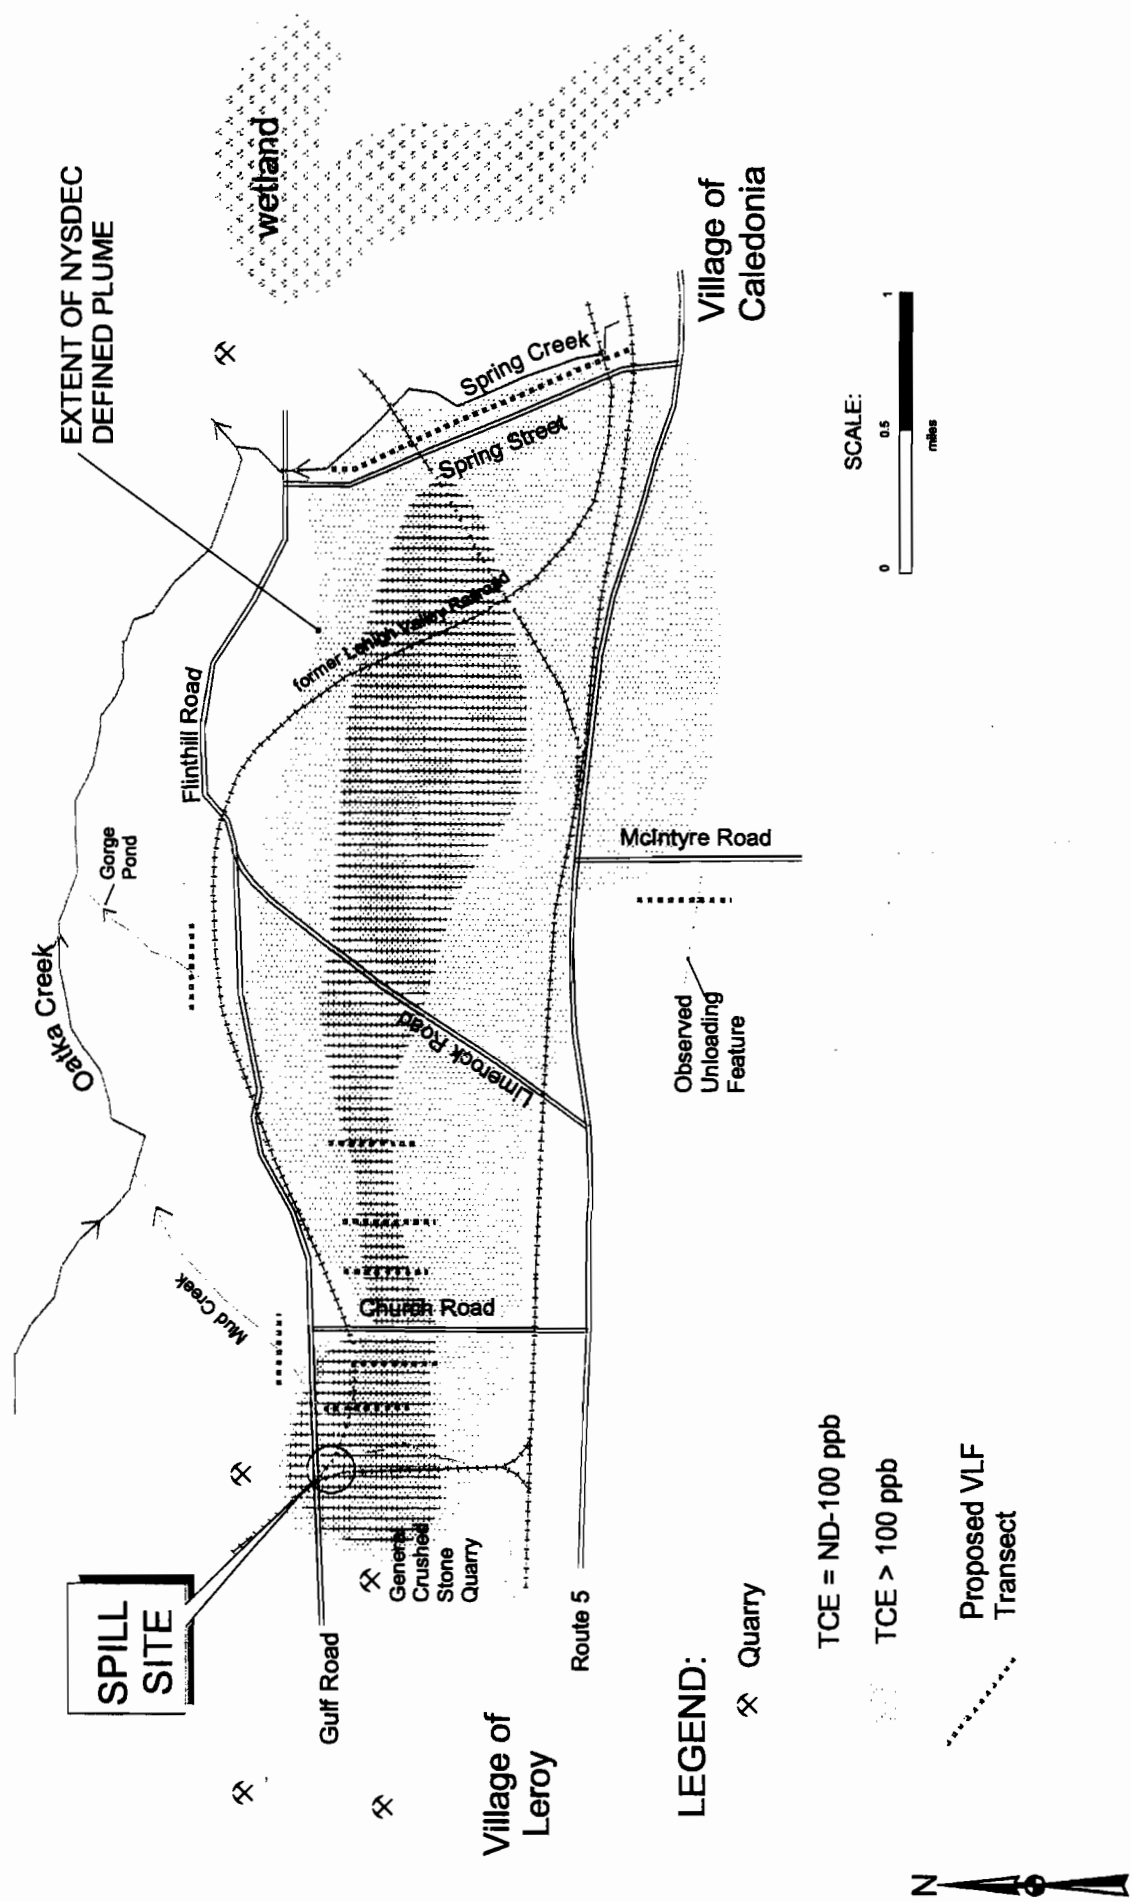 EXTENT OF NYSDEC
DEFINED PLUME
wetland
Oatka Creek
Gorge
Pond
Flinthill Road
Mud Creek
SPILL
SITE
former Lehigh Valley Railroad
Spring Creek
Spring Street
Gulf Road
General
Crushed
Stone
Quarry
Church Road
Limerock Road
Route 5
McIntyre Road
Village of
Leroy
Village of
Caledonia
Observed
Unloading
Feature
LEGEND:
Quarry
TCE = ND-100 ppb
TCE > 100 ppb
Proposed VLF
Transect
SCALE:
0 0.5 1
miles
N